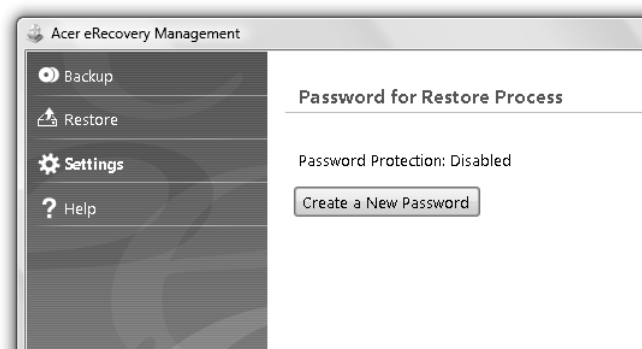 Acer eRecovery Management
Backup
Restore
Settings
? Help
Password for Restore Process
Password Protection: Disabled
Create a New Password